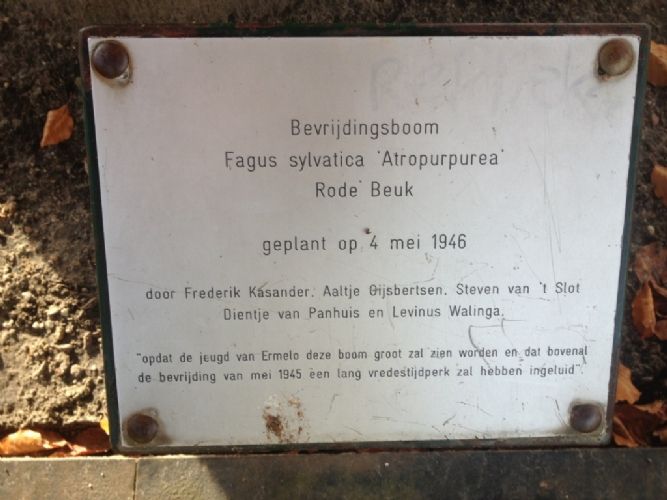 Bevrijdingsboom
Fagus sylvatica 'Atropurpurea'
Rode Beuk
geplant op 4 mei 1946
door Frederik Kasander, Aaltje Gijsbertsen, Steven van 't Slot
Dientje van Panhuis en Levinus Walinga.
"opdat de jeugd van Ermelo deze boom groot zal zien worden en dat bovenal
de bevrijding van mei 1945 een lang vredestijdperk zal hebben ingeluid".